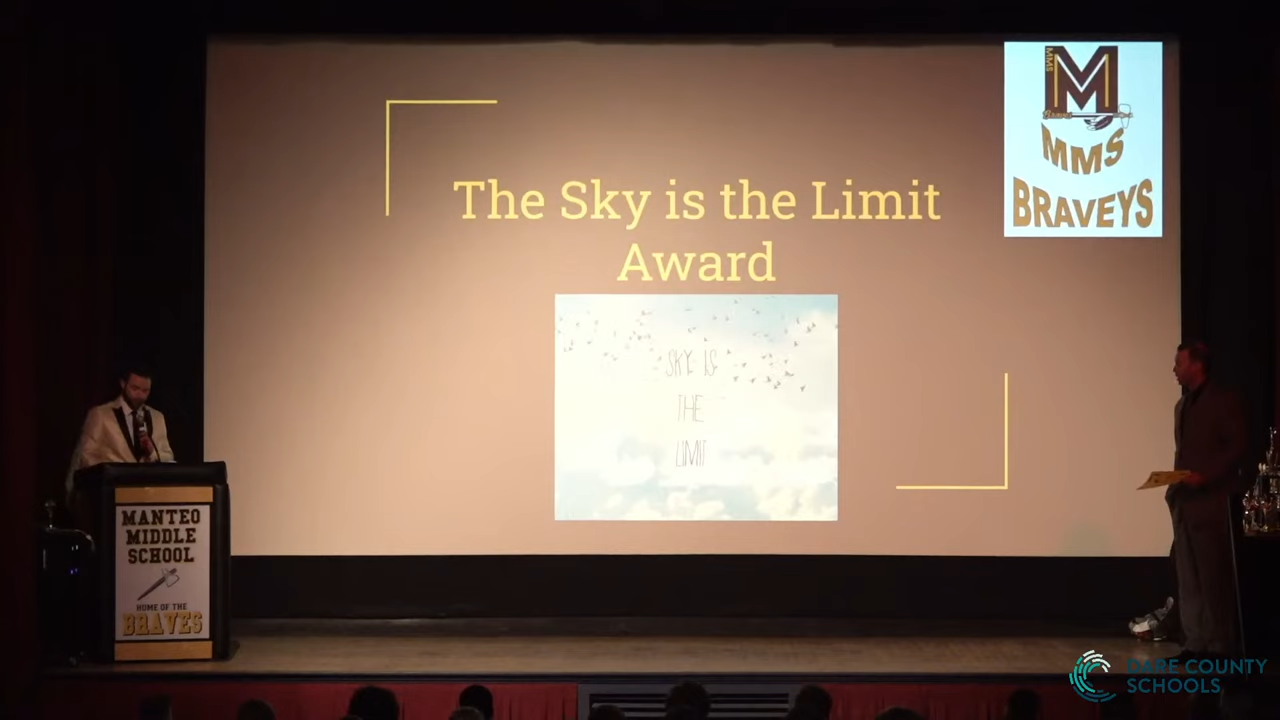 The Sky is the Limit
Award
SKY IS
THE
LIMIT
MMS
M
MMS
BRAVEYS
MANTEO
MIDDLE
SCHOOL
HOME OF THE
BRAVES
DARE COUNTY
SCHOOLS